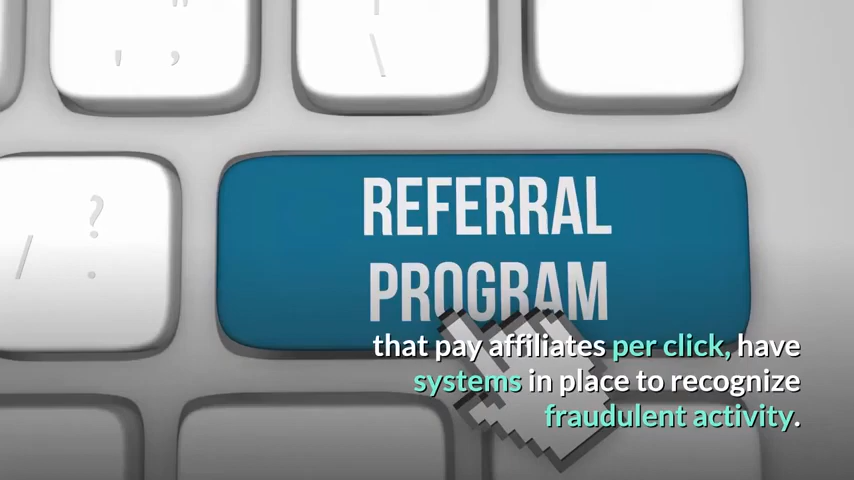 " 
' ,
|
\
?
/ .
REFERRAL
PROGRAM
that pay affiliates per click, have
systems in place to recognize
fraudulent activity.